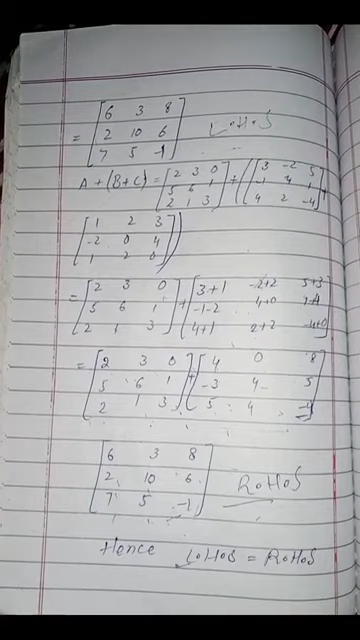 = [6 3 8
2 10 6
7 5 -1] L.H.S
A + (B+C) = [2 3 0
5 6 1
2 1 3] + ([3 -2 5
-1 4 1
4 2 -4] +
[1 2 3
-2 0 4
1 2 0])
= [2 3 0
5 6 1
2 1 3] + [3+1 -2+2 5+3
-1-2 4+0 1+4
4+1 2+2 -4+0]
= [2 3 0
5 6 1
2 1 3] + [4 0 8
-3 4 5
5 4 -4]
[6 3 8
2 10 6
7 5 -1] R.H.S
Hence L.H.S = R.H.S